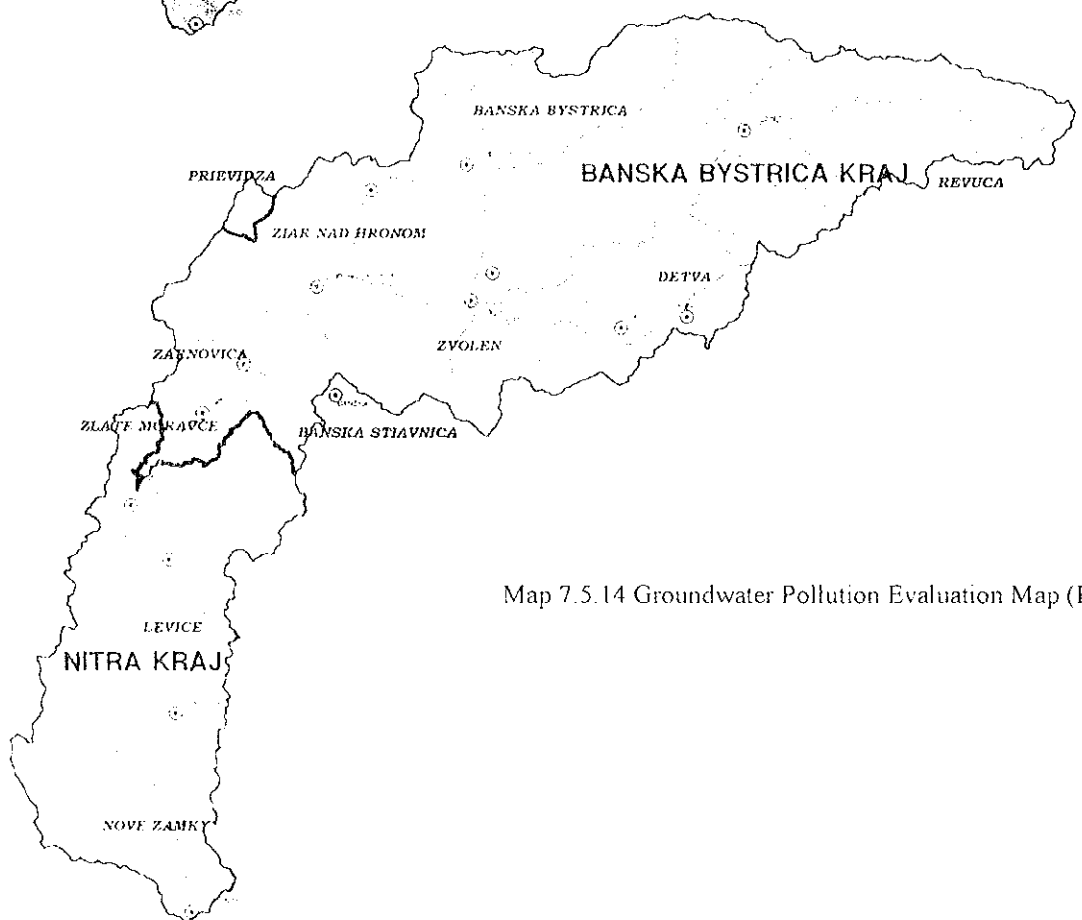 BANSKA BYSTRICA
BANSKA BYSTRICA KRAJ
PRIEVIDZA
REVUCA
ZIAR NAD HRONOM
DETVA
ZVOLEN
ZARNOVICA
ZLATE MORAVCE
BANSKA STIAVNICA
Map 7.5.14 Groundwater Pollution Evaluation Map (
LEVICE
NITRA KRAJ
NOVE ZAMKY